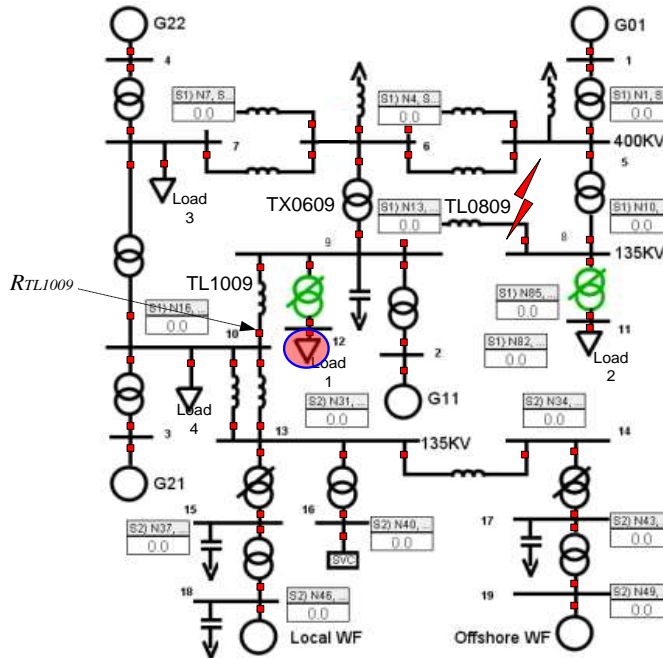 G22
G01
4
1
S1) N7, S...
0.0
S1) N4, S...
0.0
S1) N1, S...
0.0
7
6
400KV
5
Load
3
TX0609
S1) N13, ...
0.0
TL0809
S1) N10, ...
0.0
9
8
135KV
RTL1009
TL1009
S1) N16, ...
0.0
S1) N85, ...
0.0
10
12
11
Load
1
2
S1) N82, ...
0.0
Load
2
Load
4
G11
S2) N31, ...
0.0
S2) N34, ...
0.0
3
13
135KV
14
G21
15
16
17
S2) N37, ...
0.0
S2) N40, ...
0.0
S2) N43, ...
0.0
SVC
18
S2) N46, ...
0.0
19
S2) N49, ...
0.0
Local WF
Offshore WF